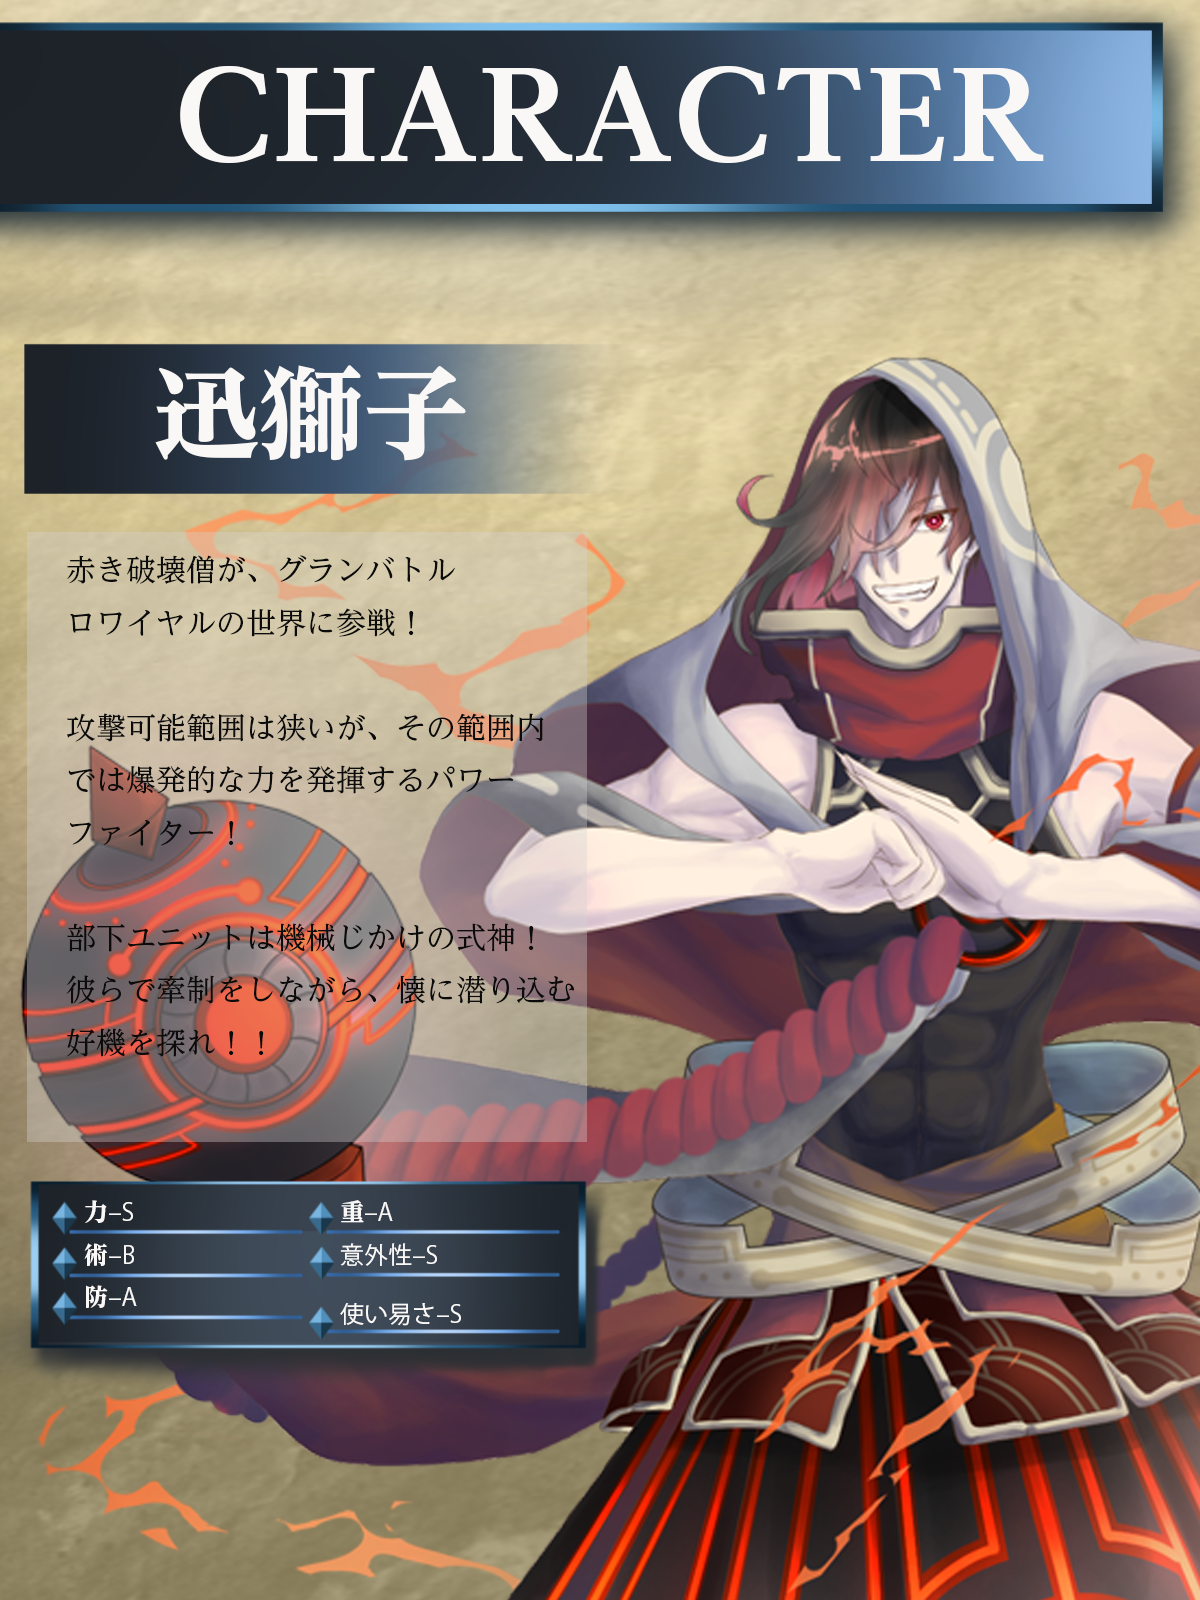 CHARACTER
迅獅子
赤き破壊僧が、グランバトル
ロワイヤルの世界に参戦！
攻撃可能範囲は狭いが、その範囲内
では爆発的な力を発揮するパワー
ファイター！
部下ユニットは機械じかけの式神！
彼らで牽制をしながら、懐に潜り込む
好機を探れ！！
力–S
重–A
術–B
意外性–S
防–A
使い易さ–S